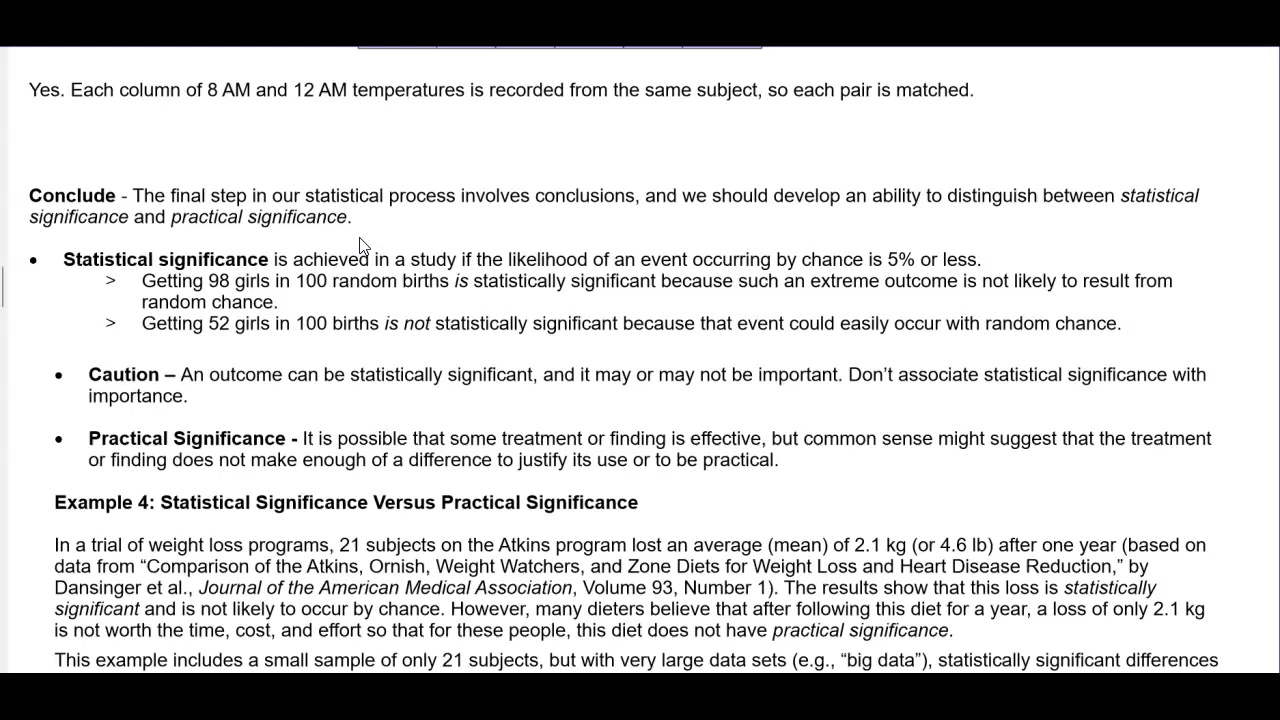 Yes. Each column of 8 AM and 12 AM temperatures is recorded from the same subject, so each pair is matched.
Conclude - The final step in our statistical process involves conclusions, and we should develop an ability to distinguish between statistical
significance and practical significance.
• Statistical significance is achieved in a study if the likelihood of an event occurring by chance is 5% or less.
> Getting 98 girls in 100 random births is statistically significant because such an extreme outcome is not likely to result from
random chance.
> Getting 52 girls in 100 births is not statistically significant because that event could easily occur with random chance.
• Caution – An outcome can be statistically significant, and it may or may not be important. Don’t associate statistical significance with
importance.
• Practical Significance - It is possible that some treatment or finding is effective, but common sense might suggest that the treatment
or finding does not make enough of a difference to justify its use or to be practical.
Example 4: Statistical Significance Versus Practical Significance
In a trial of weight loss programs, 21 subjects on the Atkins program lost an average (mean) of 2.1 kg (or 4.6 lb) after one year (based on
data from “Comparison of the Atkins, Ornish, Weight Watchers, and Zone Diets for Weight Loss and Heart Disease Reduction,” by
Dansinger et al., Journal of the American Medical Association, Volume 93, Number 1). The results show that this loss is statistically
significant and is not likely to occur by chance. However, many dieters believe that after following this diet for a year, a loss of only 2.1 kg
is not worth the time, cost, and effort so that for these people, this diet does not have practical significance.
This example includes a small sample of only 21 subjects, but with very large data sets (e.g., “big data”), statistically significant differences